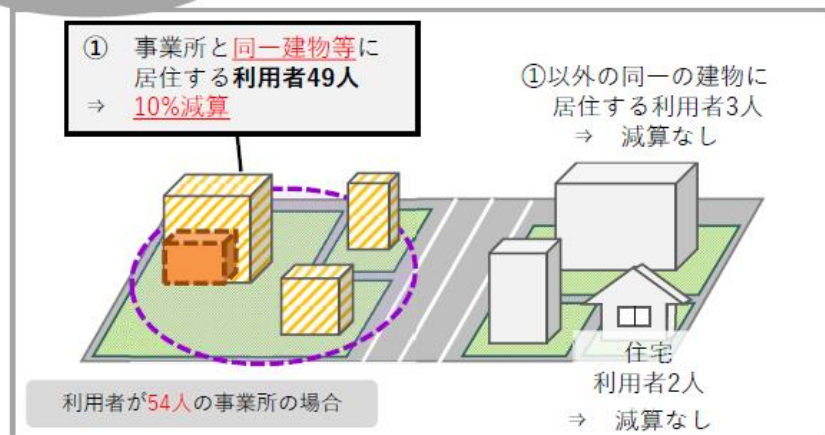 ① 事業所と同一建物等に
居住する利用者49人
⇒ 10%減算
①以外の同一の建物に
居住する利用者3人
⇒ 減算なし
住宅
利用者2人
⇒ 減算なし
利用者が54人の事業所の場合